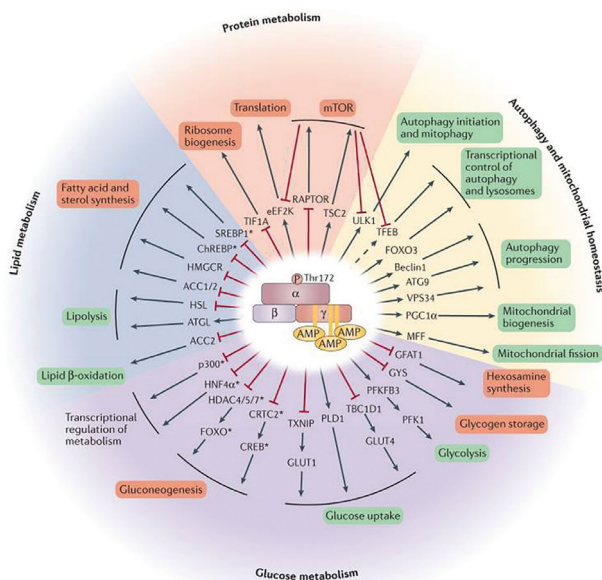 Protein metabolism
Translation
mTOR
Ribosome
biogenesis
Autophagy initiation
and mitophagy
Autophagy and mitochondrial homeostasis
Transcriptional
control of
autophagy
and lysosomes
Fatty acid and
sterol synthesis
Lipid metabolism
TIF1A
eEF2K
RAPTOR
TSC2
ULK1
TFEB
SREBP1*
ChREBP*
HMGCR
ACC1/2
HSL
ATGL
ACC2
FOXO3
Beclin1
ATG9
VPS34
PGC1α
MFF
Autophagy
progression
Lipolysis
Mitochondrial
biogenesis
Mitochondrial fission
Lipid β-oxidation
P Thr172
α
β
γ
AMP
AMP
AMP
p300*
HNF4α*
HDAC4/5/7*
CRTC2*
TXNIP
PLD1
TBC1D1
PFKFB3
GYS
GFAT1
Hexosamine
synthesis
Transcriptional
regulation of
metabolism
FOXO*
CREB*
GLUT1
GLUT4
PFK1
Glycogen storage
Glycolysis
Gluconeogenesis
Glucose uptake
Glucose metabolism